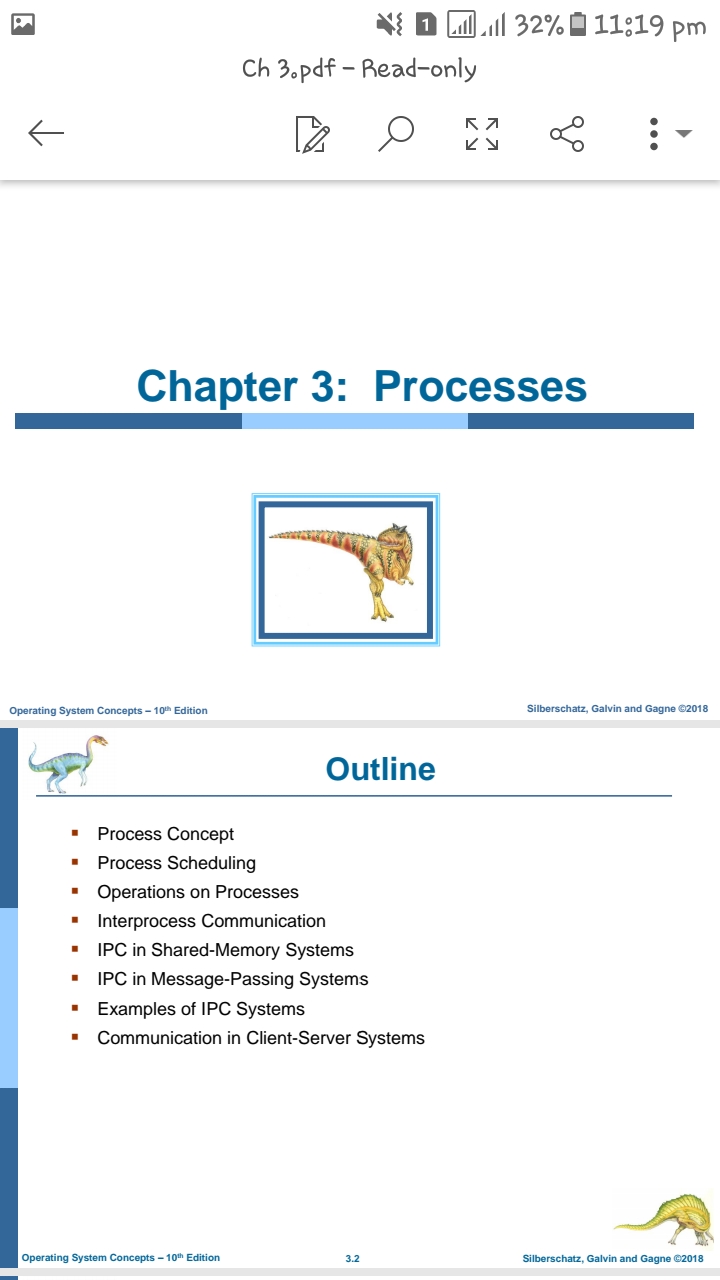 1 32% 11:19 pm
Ch 3.pdf – Read-only
Chapter 3: Processes
Operating System Concepts – 10th Edition
Silberschatz, Galvin and Gagne ©2018
Outline
Process Concept
Process Scheduling
Operations on Processes
Interprocess Communication
IPC in Shared-Memory Systems
IPC in Message-Passing Systems
Examples of IPC Systems
Communication in Client-Server Systems
Operating System Concepts – 10th Edition
3.2
Silberschatz, Galvin and Gagne ©2018